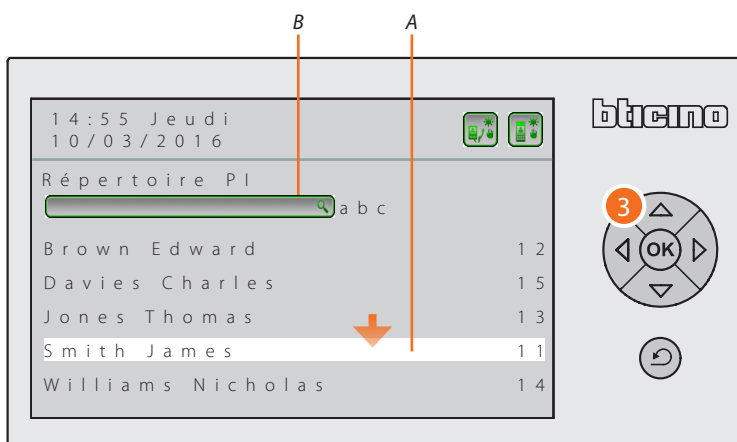 B A
14:55 Jeudi
10/03/2016
bticino
Répertoire PI
abc
3
Brown Edward 12
OK
Davies Charles 15
Jones Thomas 13
Smith James 11
Williams Nicholas 14